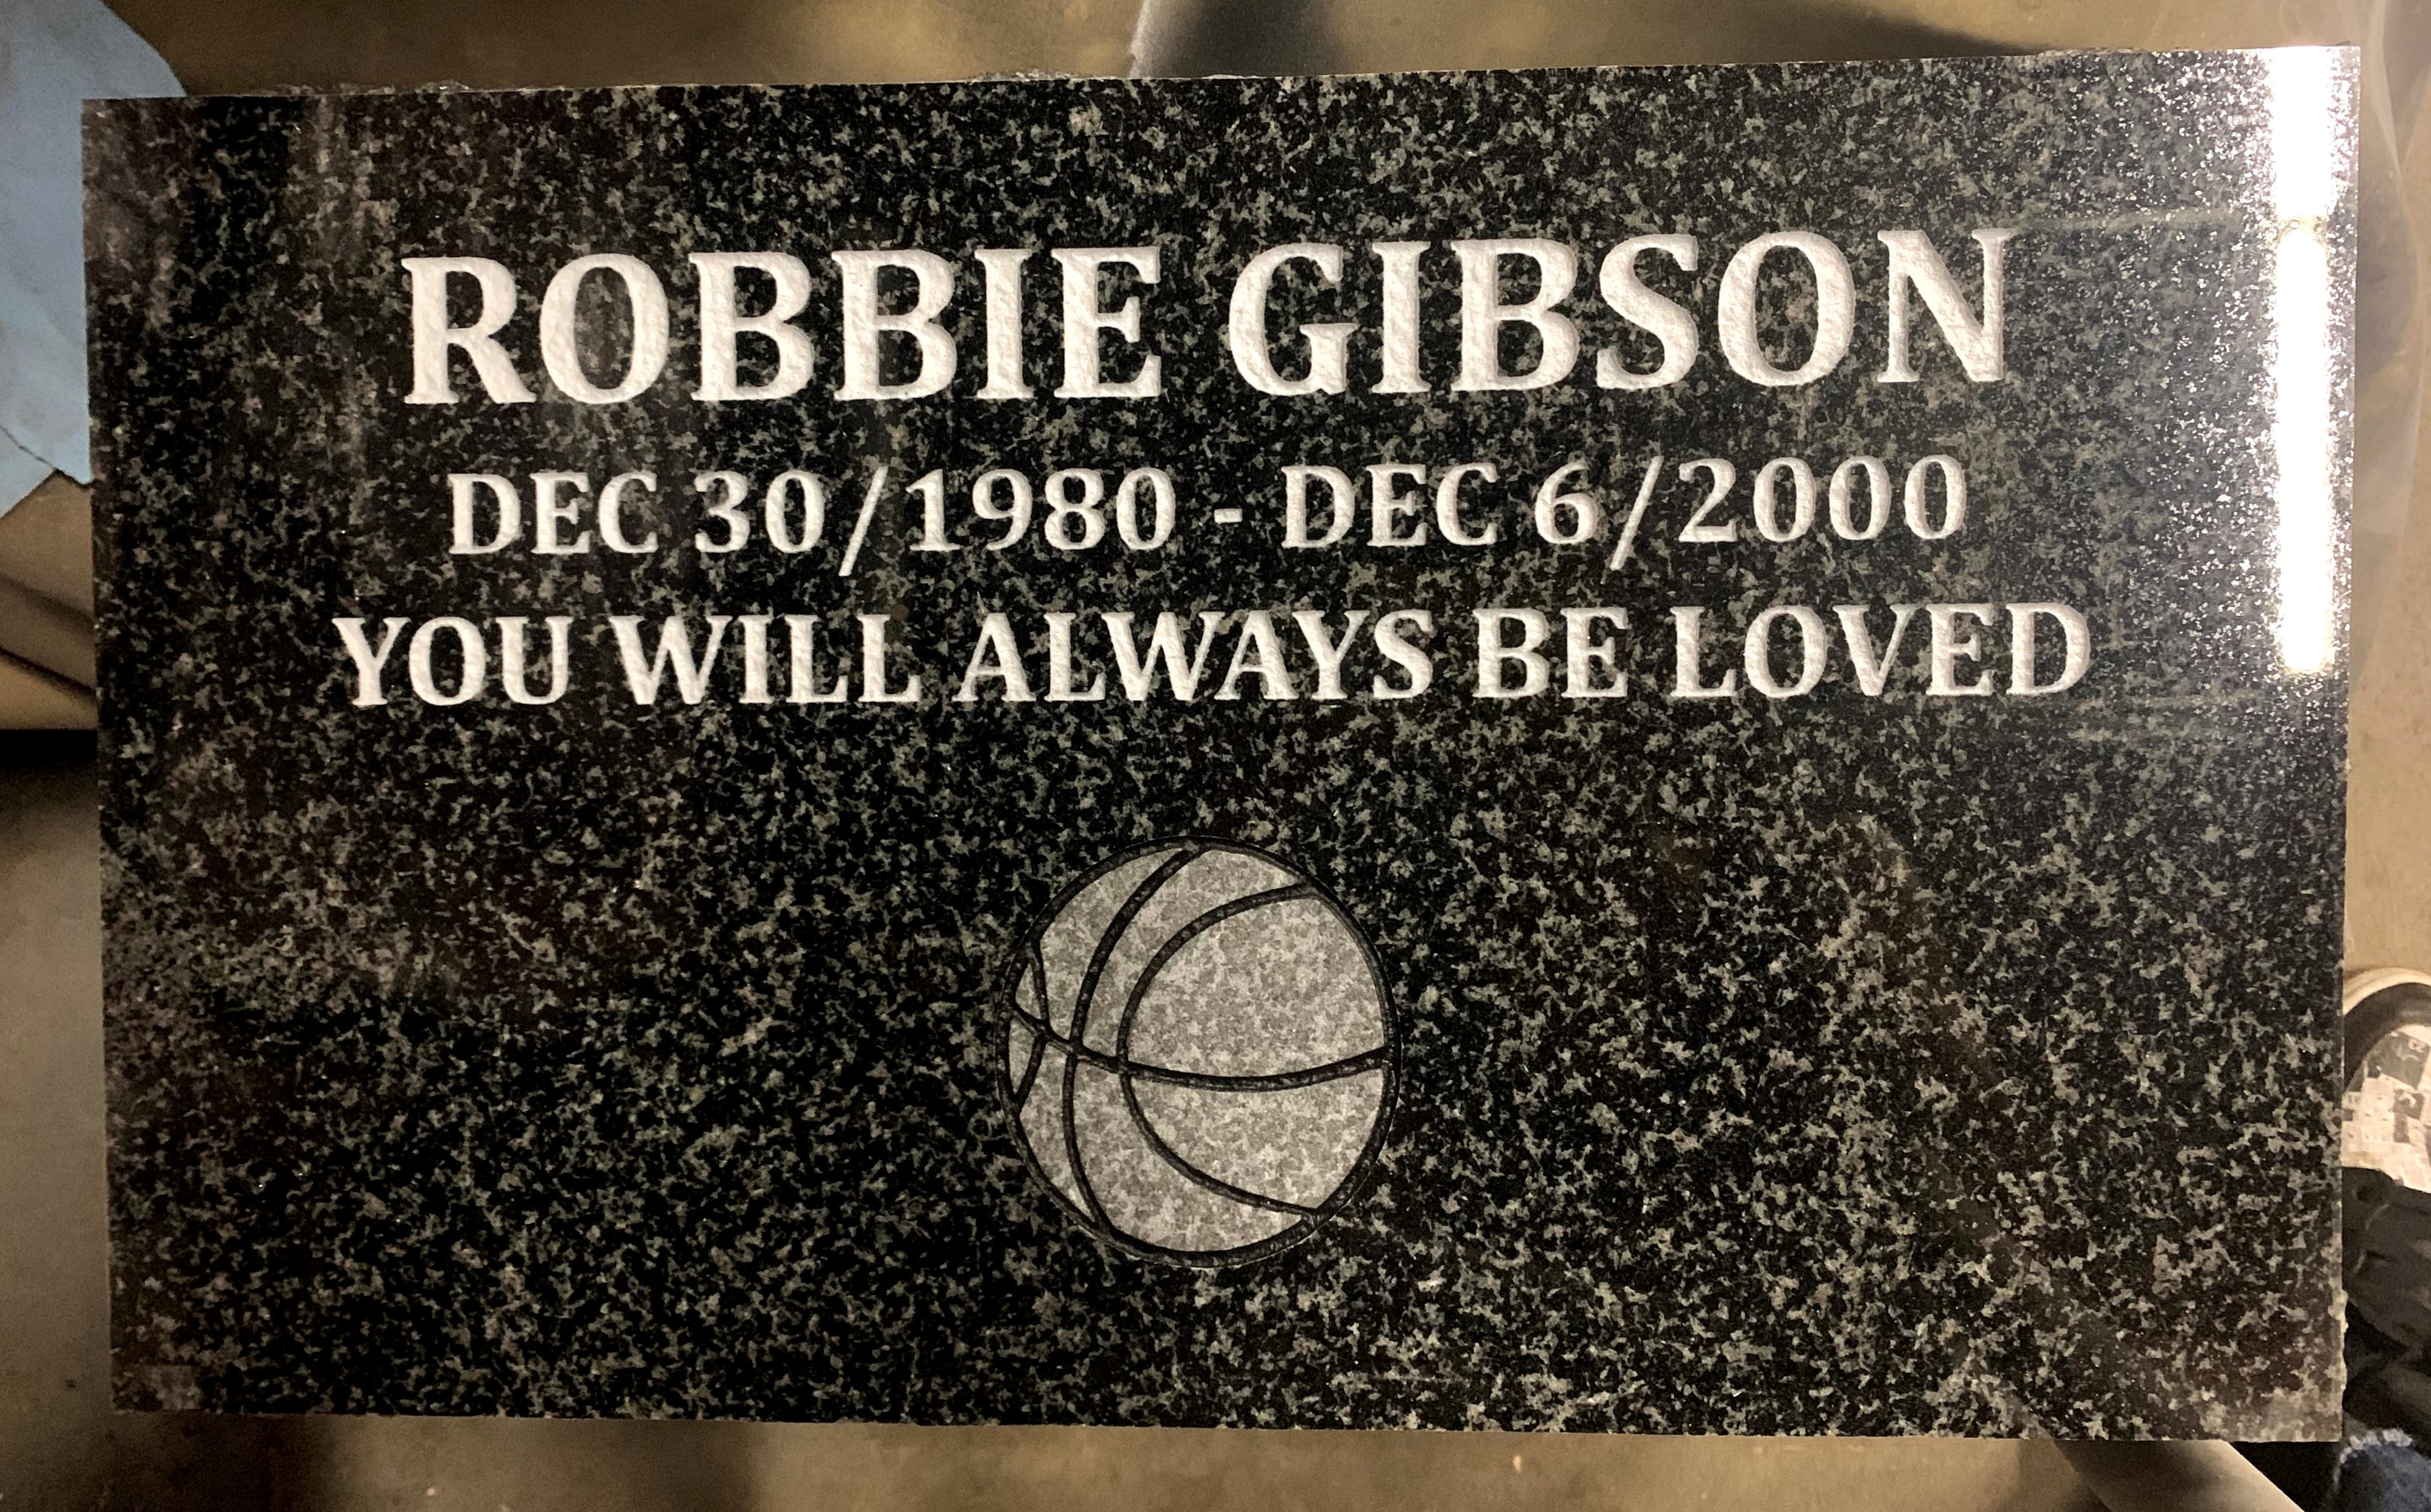 ROBBIE GIBSON
DEC 30/1980 - DEC 6/2000
YOU WILL ALWAYS BE LOVED